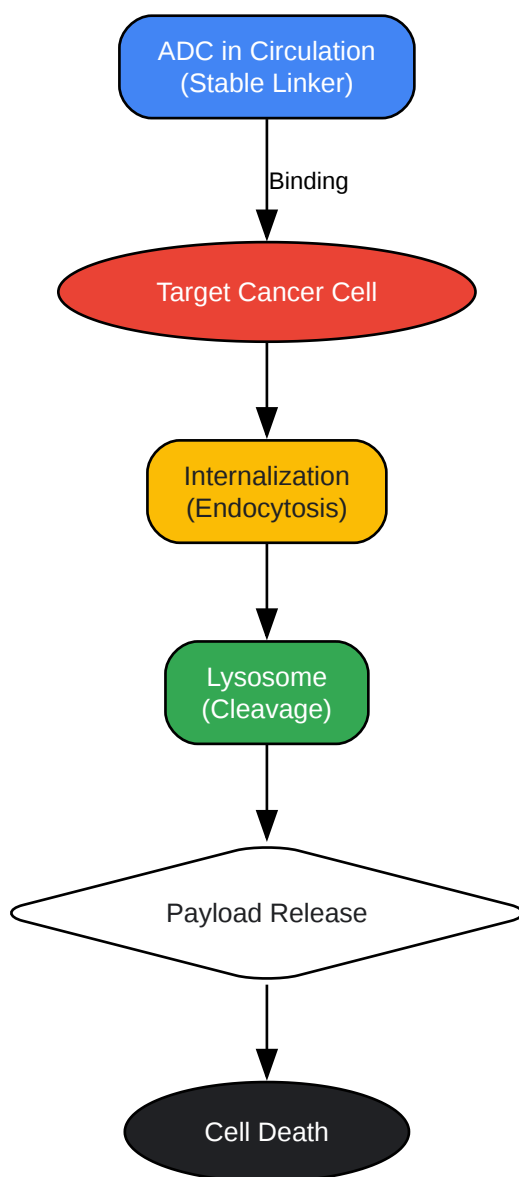 ADC in Circulation
(Stable Linker)
Binding
Target Cancer Cell
Internalization
(Endocytosis)
Lysosome
(Cleavage)
Payload Release
Cell Death